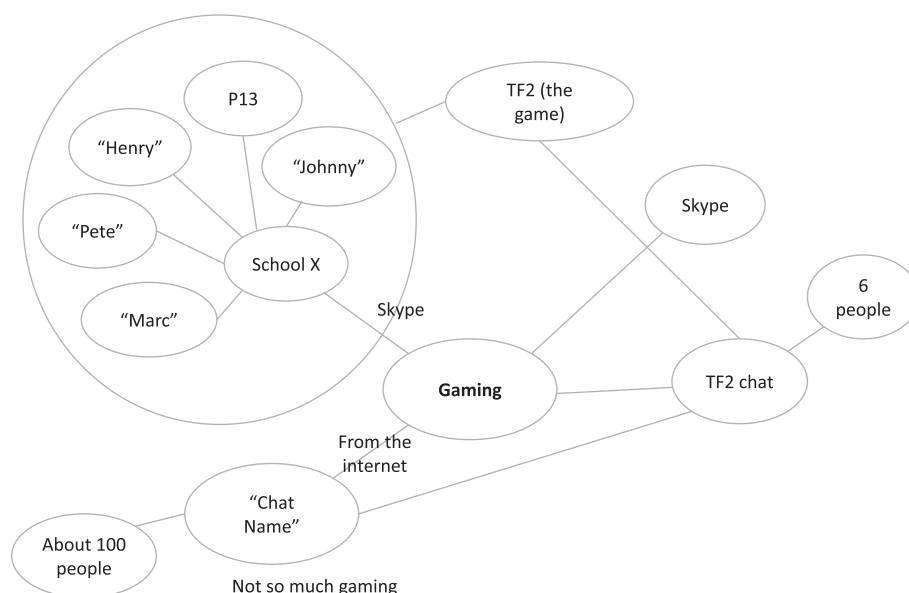 P13
TF2 (the
game)
“Henry”
“Johnny”
Skype
“Pete”
School X
6
people
“Marc”
Skype
TF2 chat
Gaming
From the
internet
“Chat
Name”
About 100
people
Not so much gaming